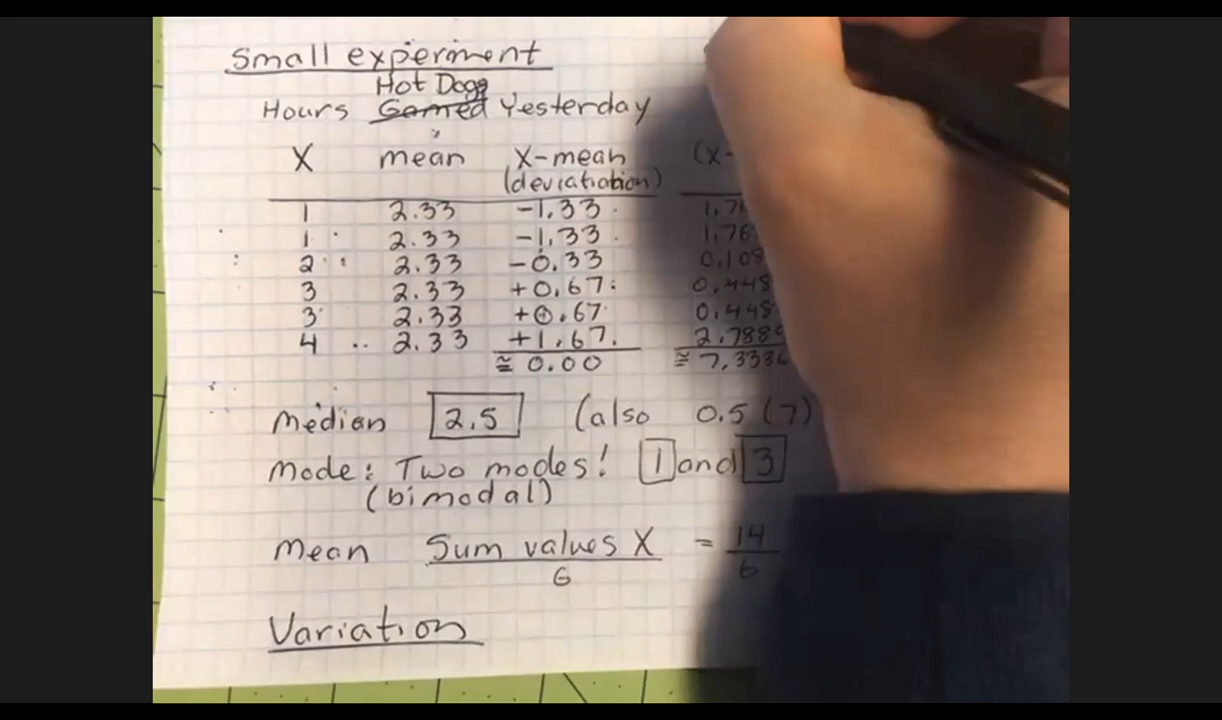 Small experiment
Hot Dogs
Hours Gamed Yesterday
X mean X-mean (X-
(deviatiation)
1 2.33 -1.33 1.76
1 2.33 -1.33 1.76
2 2.33 -0.33 0.108
3 2.33 +0.67 0.448
3 2.33 +0.67 0.448
4 2.33 +1.67 2.788
≅ 0.00 ≅ 7.333
Median 2.5 (also 0.5 (7)
Mode: Two modes! 1 and 3
(bimodal)
Mean Sum values X = 14
6 6
Variation